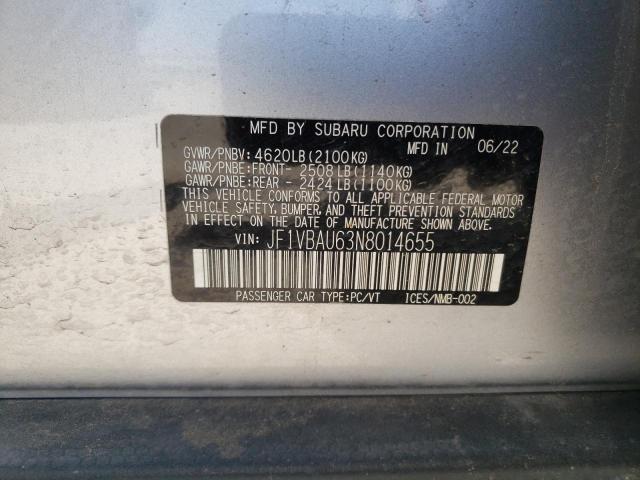 MFD BY SUBARU CORPORATION
GVWR/PNBV: 4620LB(2100KG) MFD IN 06/22
GAWR/PNBE:FRONT- 2508LB(1140KG)
GAWR/PNBE:REAR - 2424LB(1100KG)
THIS VEHICLE CONFORMS TO ALL APPLICABLE FEDERAL MOTOR
VEHICLE SAFETY, BUMPER, AND THEFT PREVENTION STANDARDS
IN EFFECT ON THE DATE OF MANUFACTURE SHOWN ABOVE.
VIN: JF1VBAU63N8014655
PASSENGER CAR TYPE:PC/VT ICES/NMB-002